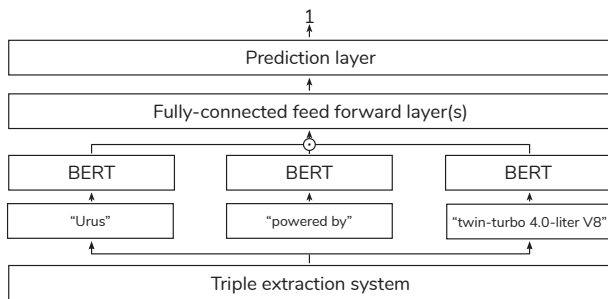 1
Prediction layer
Fully-connected feed forward layer(s)
BERT BERT BERT
“Urus” “powered by” “twin-turbo 4.0-liter V8”
Triple extraction system